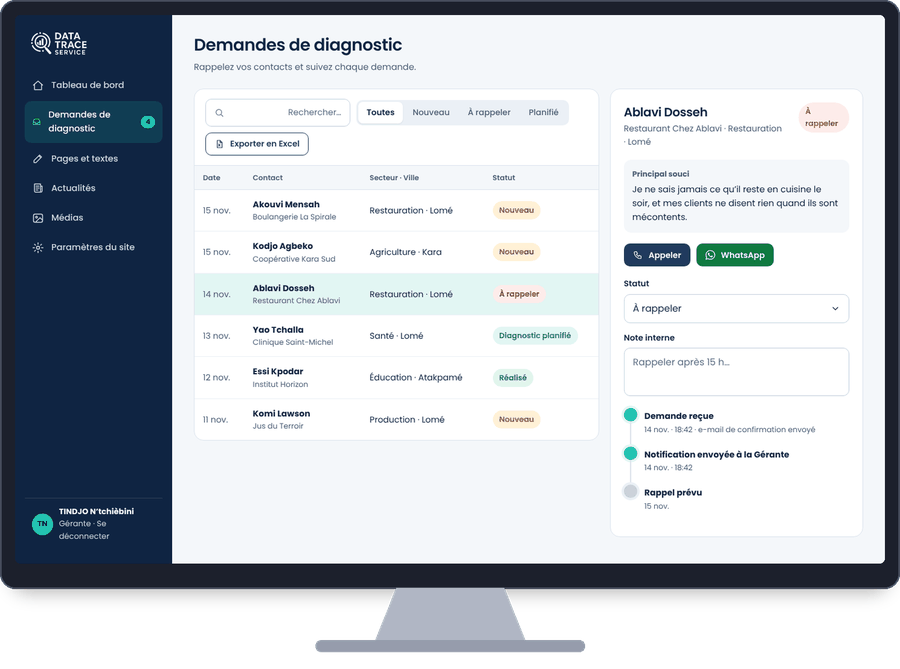 DATA
TRACE
SERVICE
Tableau de bord
Demandes de
diagnostic
4
Pages et textes
Actualités
Médias
Paramètres du site
TN
TINDJO N'tchièbini
Gérante · Se
déconnecter
Demandes de diagnostic
Rappelez vos contacts et suivez chaque demande.
Rechercher…
Toutes
Nouveau
À rappeler
Planifié
Exporter en Excel
Date
Contact
Secteur · Ville
Statut
15 nov.
Akouvi Mensah
Boulangerie La Spirale
Restauration · Lomé
Nouveau
15 nov.
Kodjo Agbeko
Coopérative Kara Sud
Agriculture · Kara
Nouveau
14 nov.
Ablavi Dosseh
Restaurant Chez Ablavi
Restauration · Lomé
À rappeler
13 nov.
Yao Tchalla
Clinique Saint-Michel
Santé · Lomé
Diagnostic planifié
12 nov.
Essi Kpodar
Institut Horizon
Éducation · Atakpamé
Réalisé
11 nov.
Komi Lawson
Jus du Terroir
Production · Lomé
Nouveau
Ablavi Dosseh
Restaurant Chez Ablavi · Restauration
· Lomé
À
rappeler
Principal souci
Je ne sais jamais ce qu'il reste en cuisine le
soir, et mes clients ne disent rien quand ils sont
mécontents.
Appeler
WhatsApp
Statut
À rappeler
Note interne
Rappeler après 15 h…
Demande reçue
14 nov. · 18:42 · e-mail de confirmation envoyé
Notification envoyée à la Gérante
14 nov. · 18:42
Rappel prévu
15 nov.